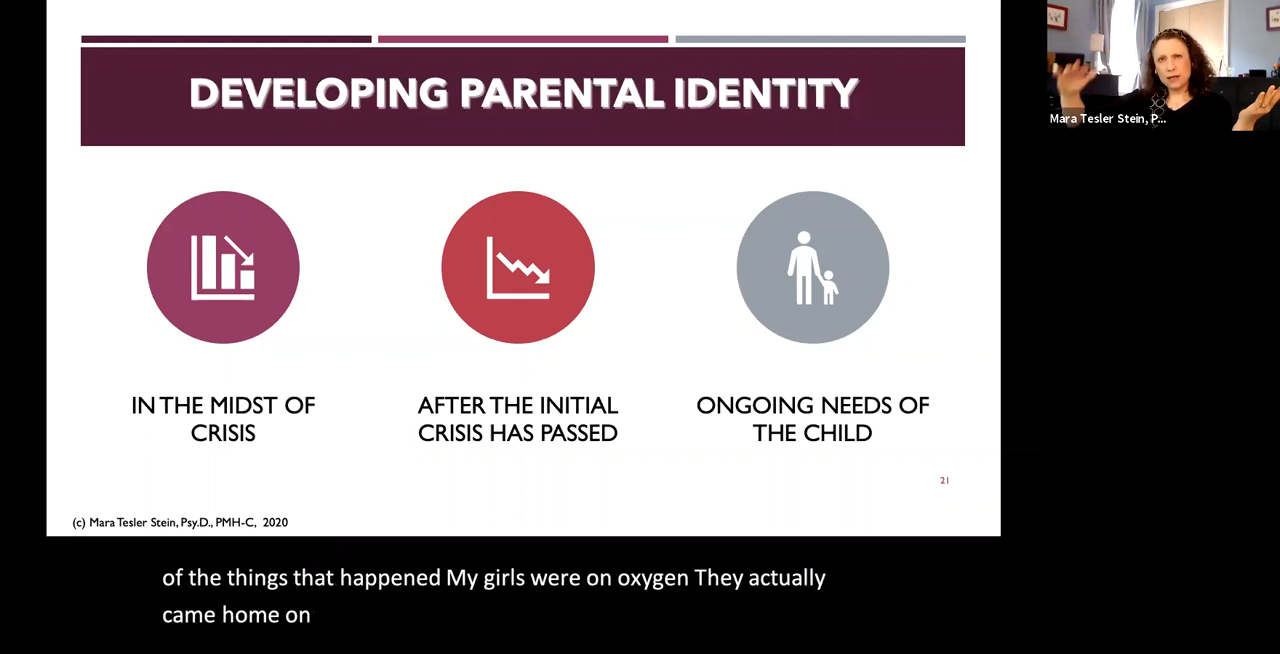 DEVELOPING PARENTAL IDENTITY
Mara Tesler Stein, P...
IN THE MIDST OF
CRISIS
AFTER THE INITIAL
CRISIS HAS PASSED
ONGOING NEEDS OF
THE CHILD
21
(c) Mara Tesler Stein, Psy.D., PMH-C, 2020
of the things that happened My girls were on oxygen They actually
came home on